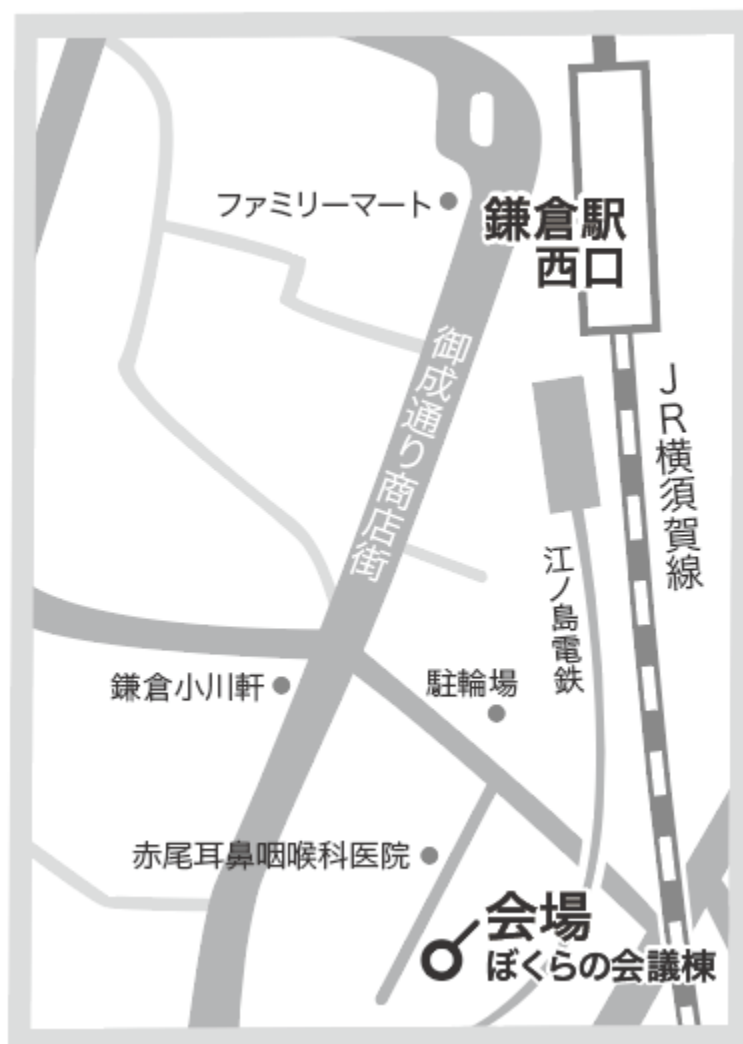 ファミリーマート
鎌倉駅
西口
御成通り商店街
JR横須賀線
江ノ島電鉄
鎌倉小川軒
駐輪場
赤尾耳鼻咽喉科医院
会場
ぼくらの会議棟